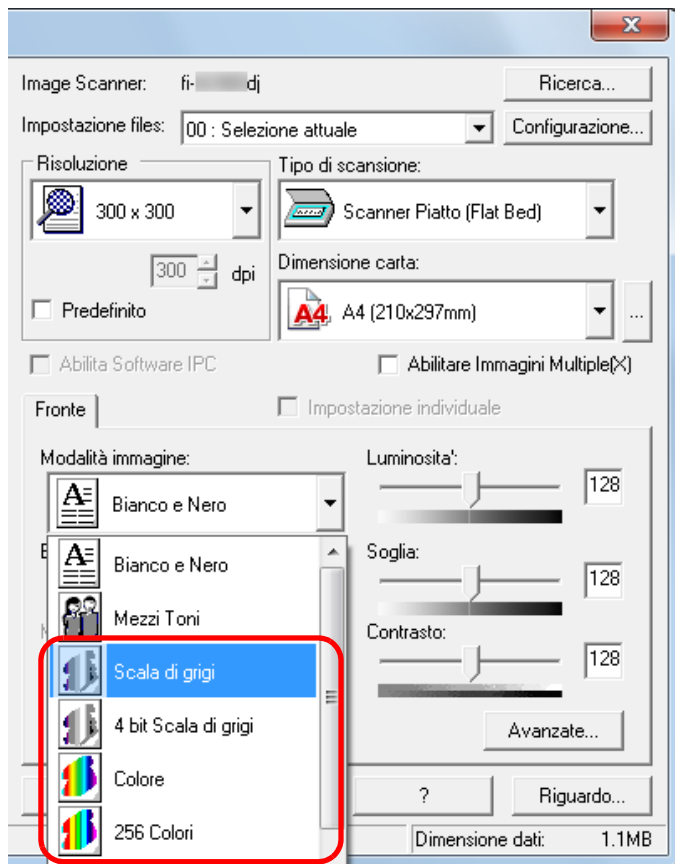 Image Scanner: fi- dj Ricerca...
Impostazione files: 00 : Selezione attuale Configurazione...
Risoluzione Tipo di scansione:
300 x 300 Scanner Piatto (Flat Bed)
300 dpi Dimensione carta:
Predefinito A4 A4 (210x297mm) ...
Abilita Software IPC Abilitare Immagini Multiple(X)
Fronte Impostazione individuale
Modalità immagine: Luminosita':
Bianco e Nero 128
Bianco e Nero Soglia:
128
Mezzi Toni Contrasto:
Scala di grigi 128
4 bit Scala di grigi Avanzate...
Colore ? Riguardo...
256 Colori Dimensione dati: 1.1MB